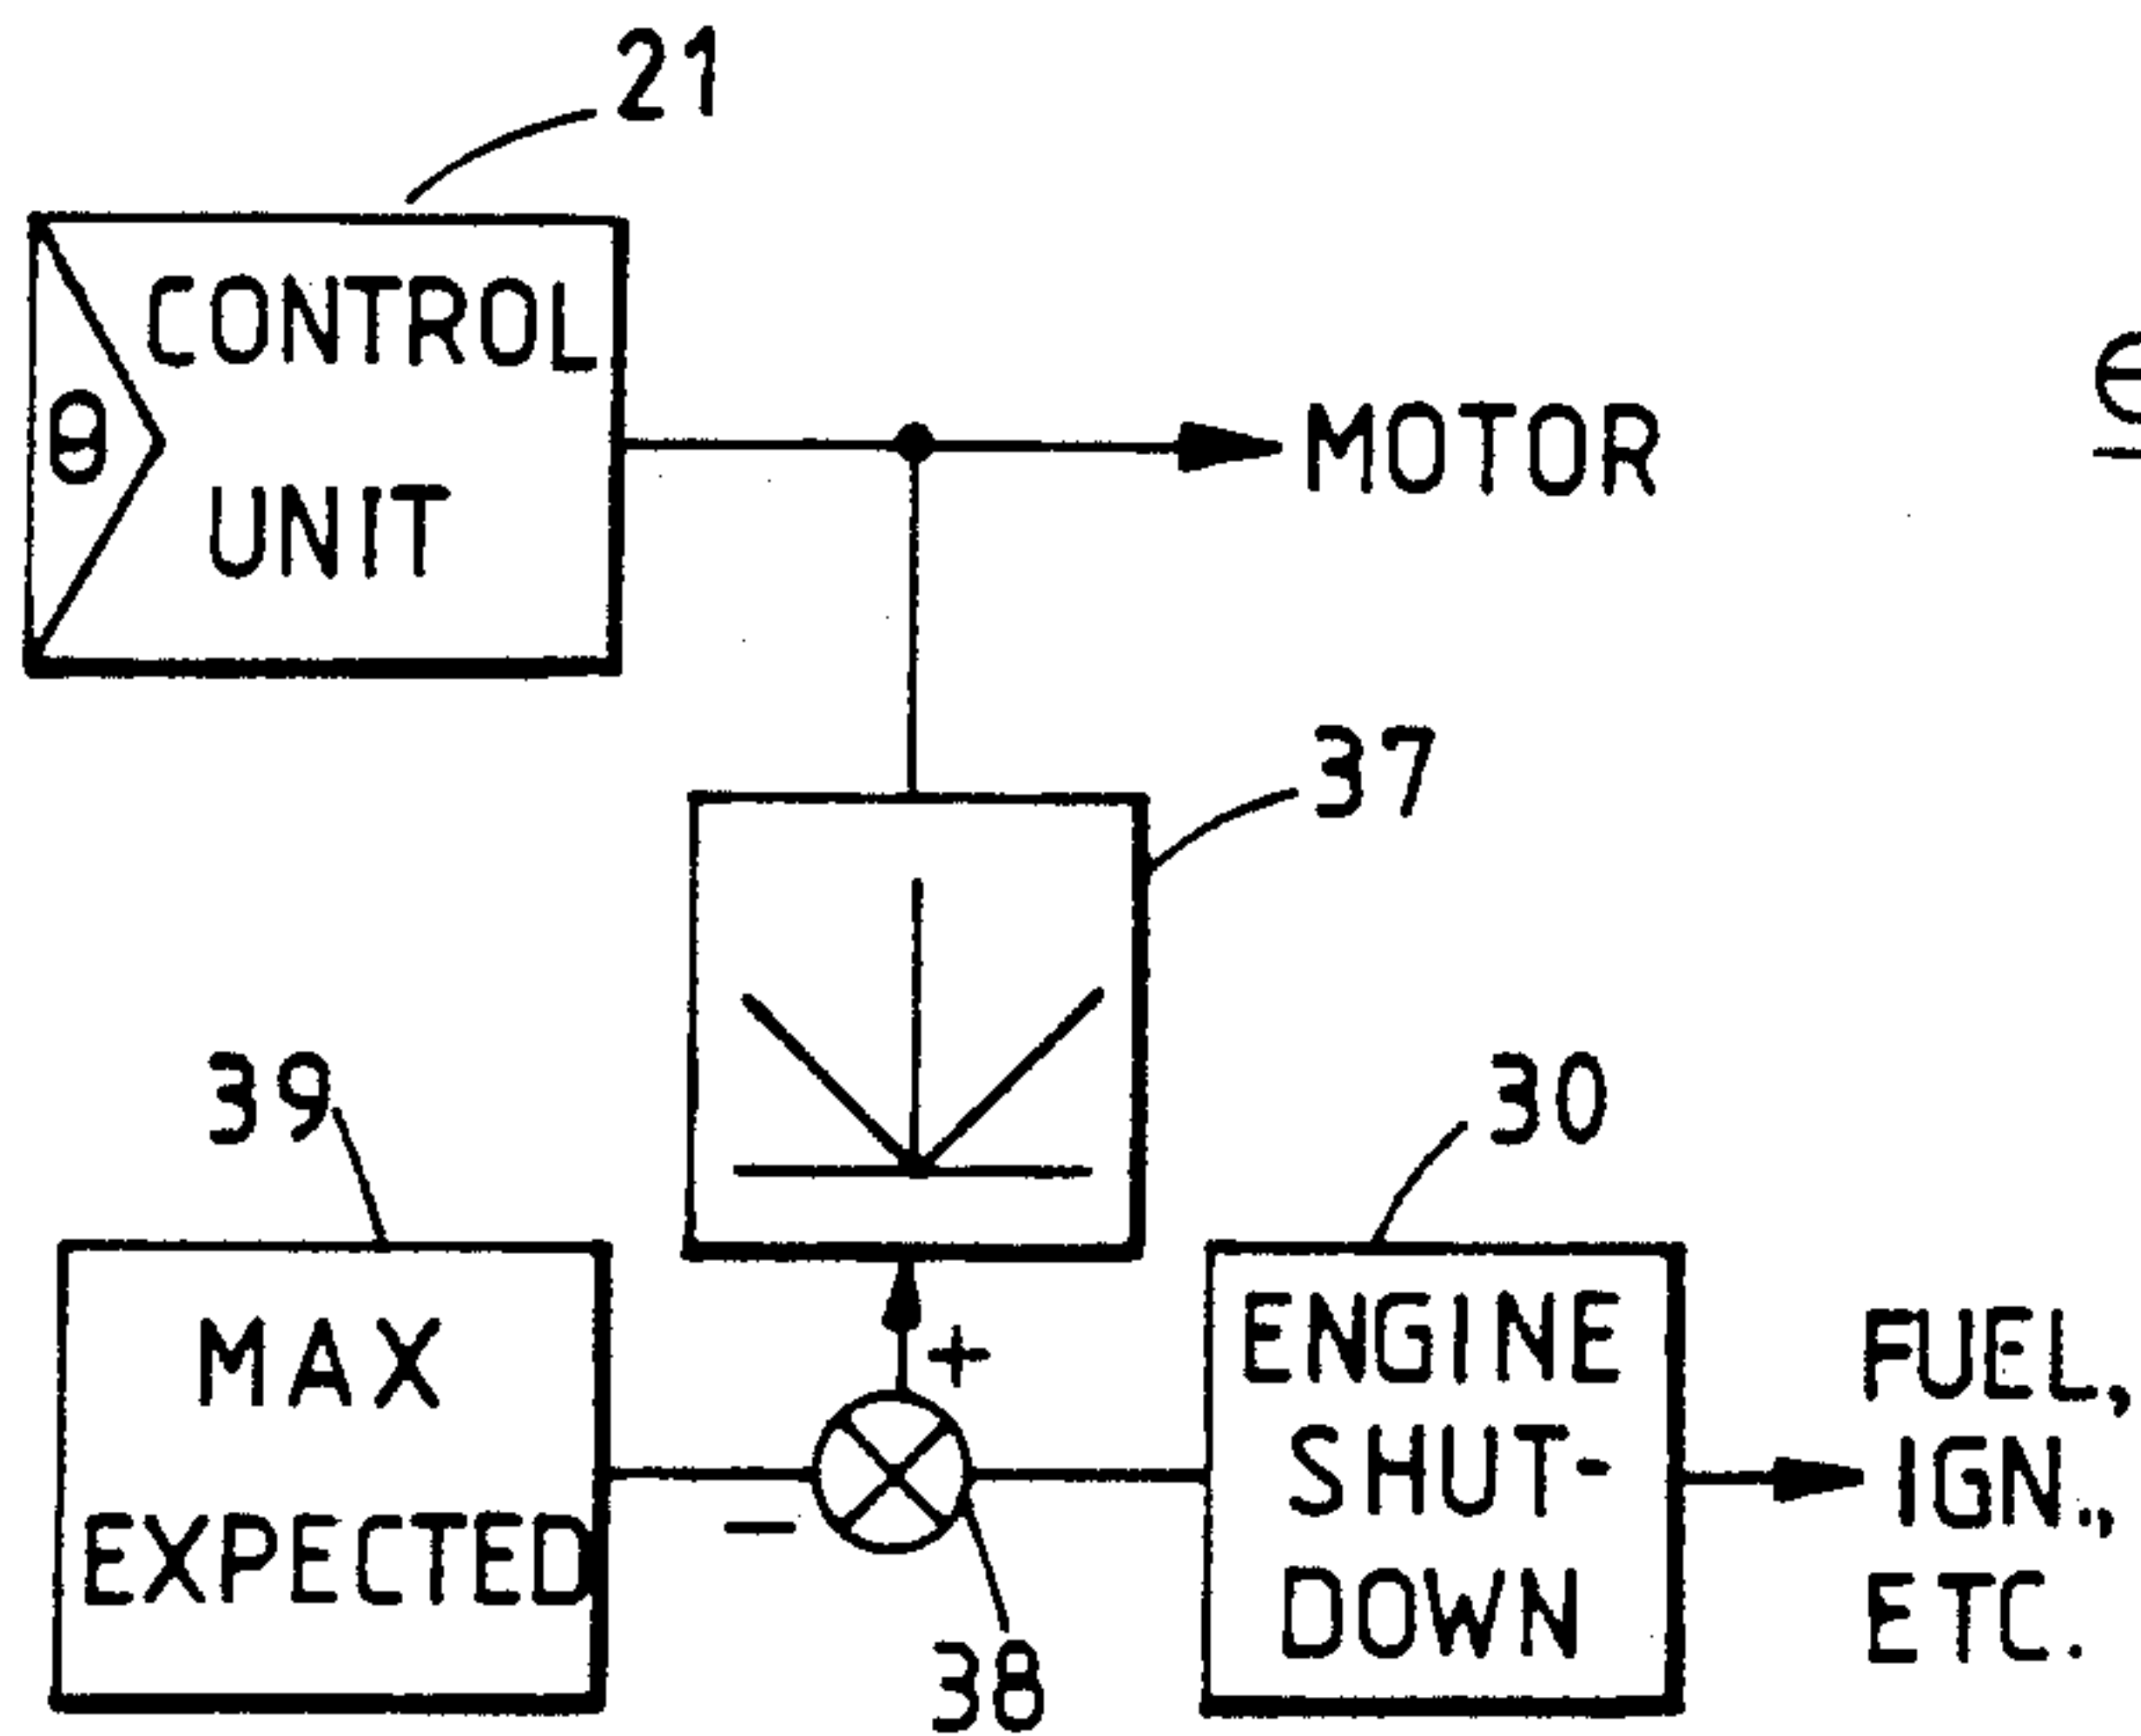 21
CONTROL
θ
UNIT
MOTOR
37
39
30
MAX
EXPECTED
+
−
38
ENGINE
SHUT-
DOWN
FUEL,
IGN.,
ETC.